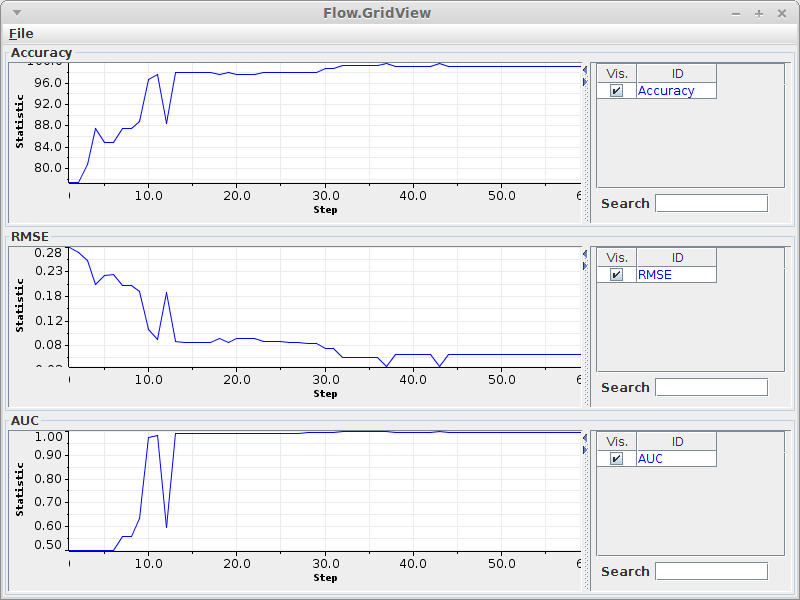 Flow.GridView
File
Accuracy
96.0
92.0
88.0
84.0
80.0
Statistic
10.0 20.0 30.0 40.0 50.0
Step
Vis. ID
Accuracy
Search
RMSE
0.28
0.23
0.18
0.12
0.08
Statistic
10.0 20.0 30.0 40.0 50.0
Step
Vis. ID
RMSE
Search
AUC
1.00
0.90
0.80
0.70
0.60
0.50
Statistic
10.0 20.0 30.0 40.0 50.0
Step
Vis. ID
AUC
Search